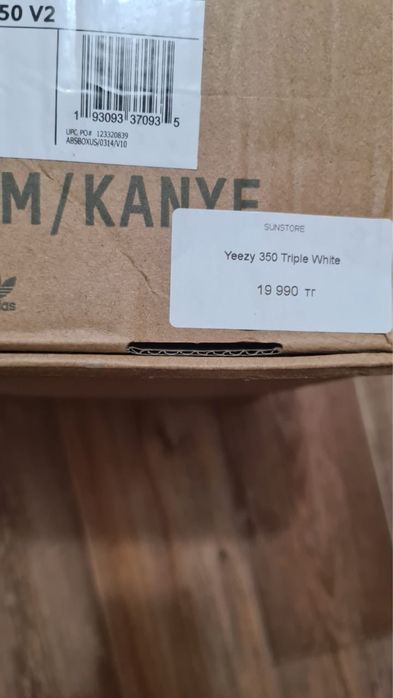 50 V2
1 93093 37093 5
UPC PO# 123320839
ABSBOXUS/0314/V10
M/KANYE
SUNSTORE
Yeezy 350 Triple White
19 990 тг
das